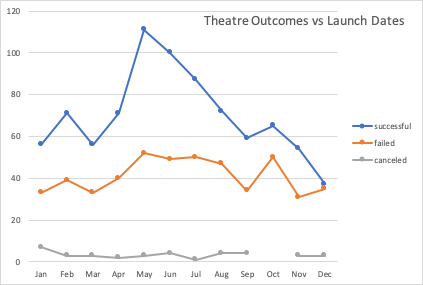 Theatre Outcomes vs Launch Dates
120
100
80
60
40
20
0
Jan Feb Mar Apr May Jun Jul Aug Sep Oct Nov Dec
successful
failed
canceled